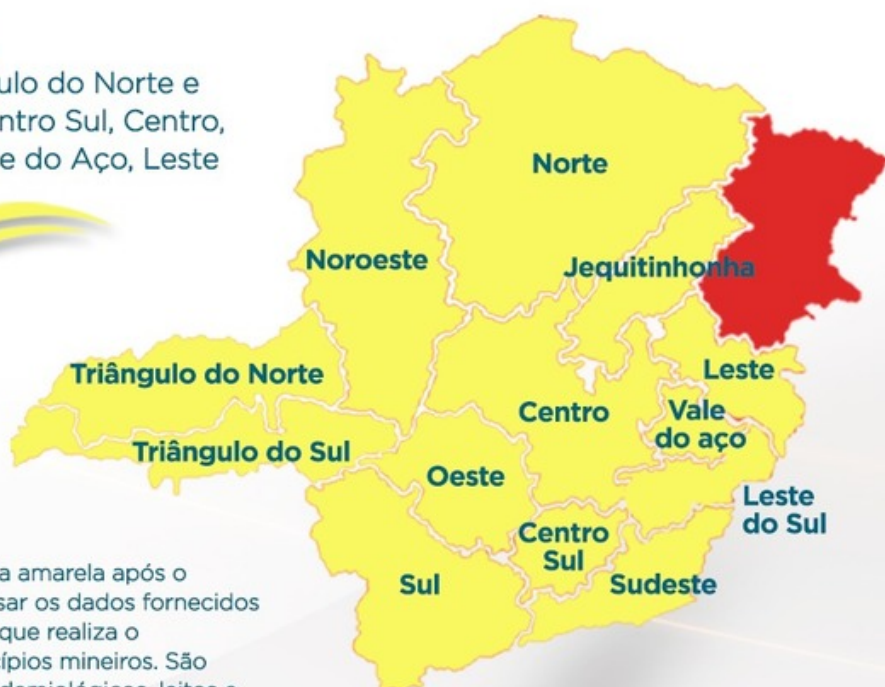 ulo do Norte e
ntro Sul, Centro,
e do Aço, Leste
Norte
Noroeste
Jequitinhonha
Triângulo do Norte
Leste
Centro
Vale
do aço
Triângulo do Sul
Oeste
Leste
do Sul
Centro
Sul
Sul
Sudeste
a amarela após o
sar os dados fornecidos
que realiza o
cípios mineiros. São